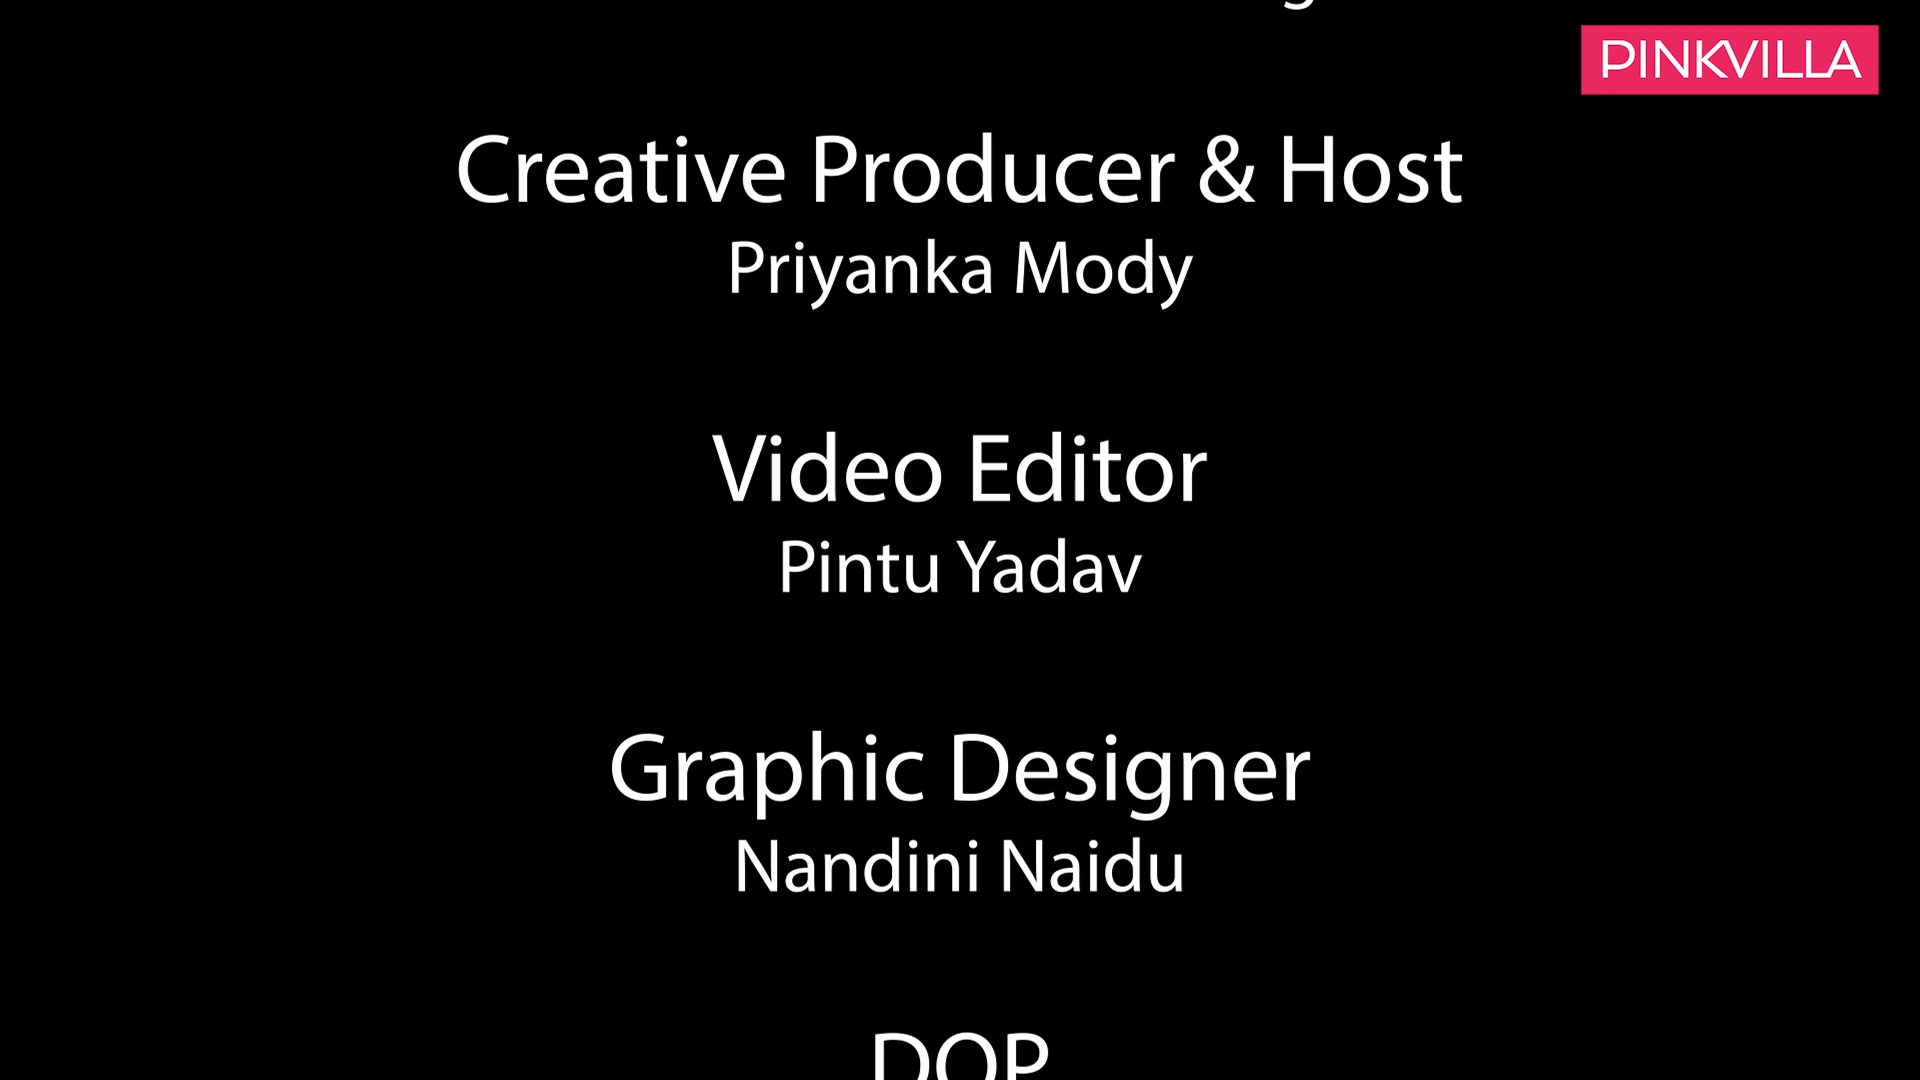 PINKVILLA
Creative Producer & Host
Priyanka Mody
Video Editor
Pintu Yadav
Graphic Designer
Nandini Naidu
DOP